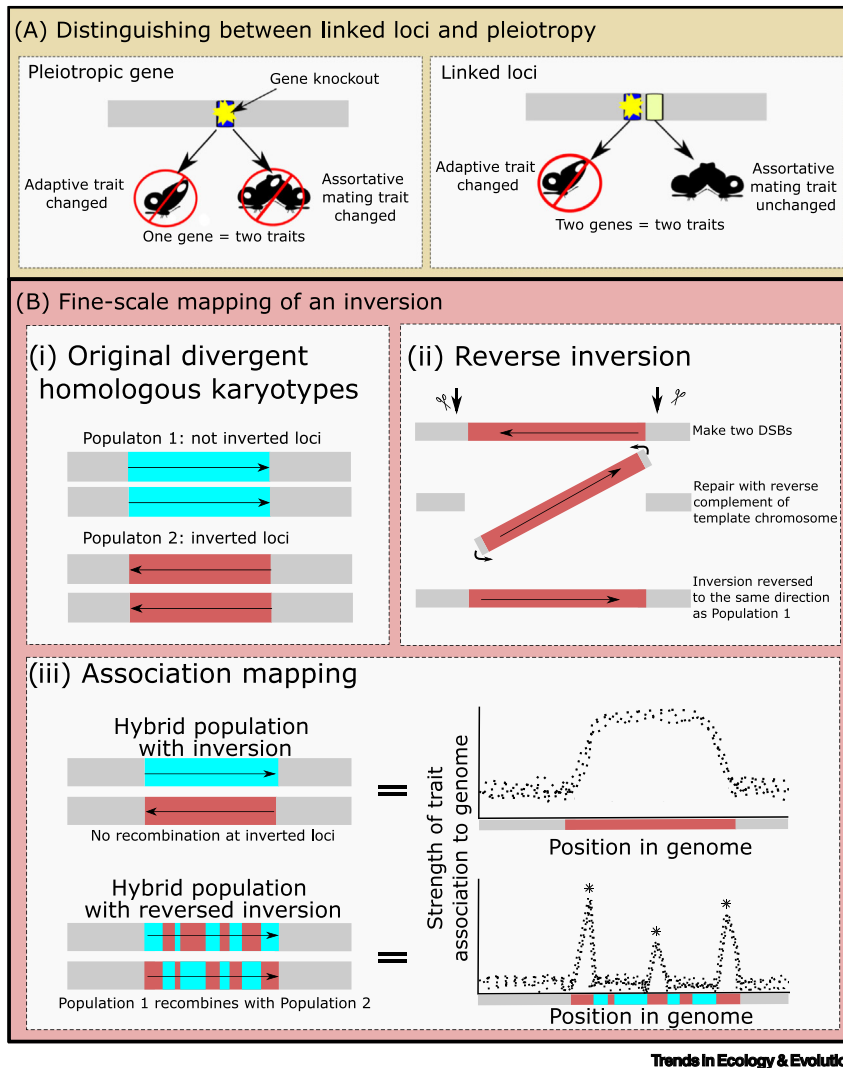 (A) Distinguishing between linked loci and pleiotropy
Pleiotropic gene
Gene knockout
Adaptive trait
changed
Assortative
mating trait
changed
One gene = two traits
Linked loci
Adaptive trait
changed
Assortative
mating trait
unchanged
Two genes = two traits
(B) Fine-scale mapping of an inversion
(i) Original divergent
homologous karyotypes
Populaton 1: not inverted loci
Populaton 2: inverted loci
(ii) Reverse inversion
Make two DSBs
Repair with reverse
complement of
template chromosome
Inversion reversed
to the same direction
as Population 1
(iii) Association mapping
Hybrid population
with inversion
No recombination at inverted loci
=
Hybrid population
with reversed inversion
Population 1 recombines with Population 2
=
Strength of trait
association to genome
Position in genome
* * *
Position in genome
Trends in Ecology & Evolutio